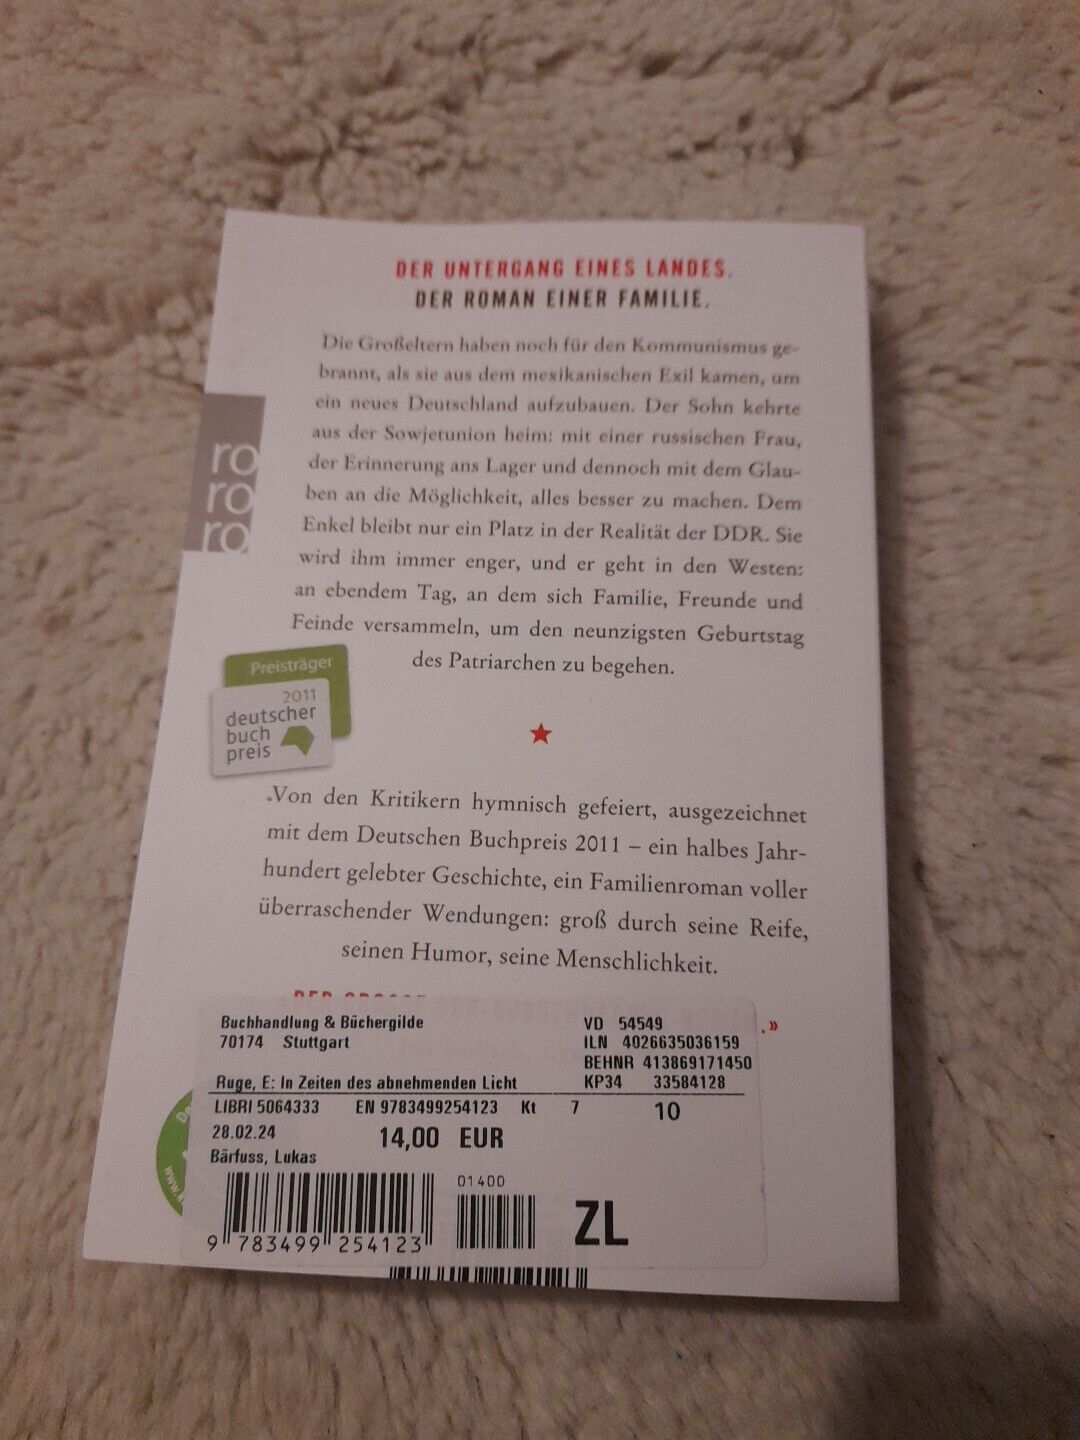 DER UNTERGANG EINES LANDES.
DER ROMAN EINER FAMILIE.
Die Großeltern haben noch für den Kommunismus ge-
brannt, als sie aus dem mexikanischen Exil kamen, um
ein neues Deutschland aufzubauen. Der Sohn kehrte
aus der Sowjetunion heim: mit einer russischen Frau,
der Erinnerung ans Lager und dennoch mit dem Glau-
ben an die Möglichkeit, alles besser zu machen. Dem
Enkel bleibt nur ein Platz in der Realität der DDR. Sie
wird ihm immer enger, und er geht in den Westen:
an ebendem Tag, an dem sich Familie, Freunde und
Feinde versammeln, um den neunzigsten Geburtstag
des Patriarchen zu begehen.
ro
ro
ro
Preisträger
2011
deutscher
buch
preis
Von den Kritikern hymnisch gefeiert, ausgezeichnet
mit dem Deutschen Buchpreis 2011 – ein halbes Jahr-
hundert gelebter Geschichte, ein Familienroman voller
überraschender Wendungen: groß durch seine Reife,
seinen Humor, seine Menschlichkeit.
.»
Buchhandlung & Büchergilde
70174 Stuttgart
VD 54549
ILN 4026635036159
BEHNR 413869171450
KP34 33584128
Ruge, E: In Zeiten des abnehmenden Licht
LIBRI 5064333 EN 9783499254123 Kt 7 10
28.02.24 14,00 EUR
Bärfuss, Lukas
01400
ZL
9 783499 254123